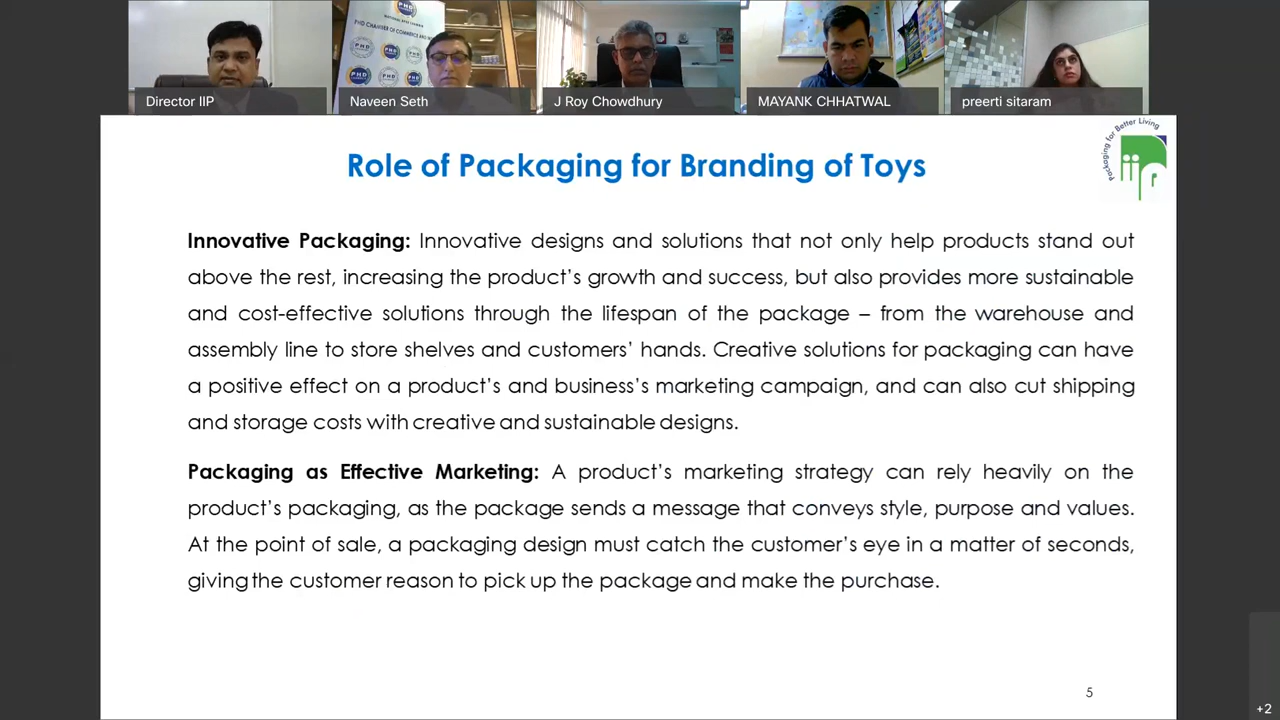 PHD CHAMBER OF COMMERCE AND
PHD
PHD
Director IIP
Naveen Seth
J Roy Chowdhury
MAYANK CHHATWAL
preerti sitaram
Packaging for Better Living
iip
Role of Packaging for Branding of Toys
Innovative Packaging: Innovative designs and solutions that not only help products stand out
above the rest, increasing the product’s growth and success, but also provides more sustainable
and cost-effective solutions through the lifespan of the package – from the warehouse and
assembly line to store shelves and customers’ hands. Creative solutions for packaging can have
a positive effect on a product’s and business’s marketing campaign, and can also cut shipping
and storage costs with creative and sustainable designs.
Packaging as Effective Marketing: A product’s marketing strategy can rely heavily on the
product’s packaging, as the package sends a message that conveys style, purpose and values.
At the point of sale, a packaging design must catch the customer’s eye in a matter of seconds,
giving the customer reason to pick up the package and make the purchase.
5
+2